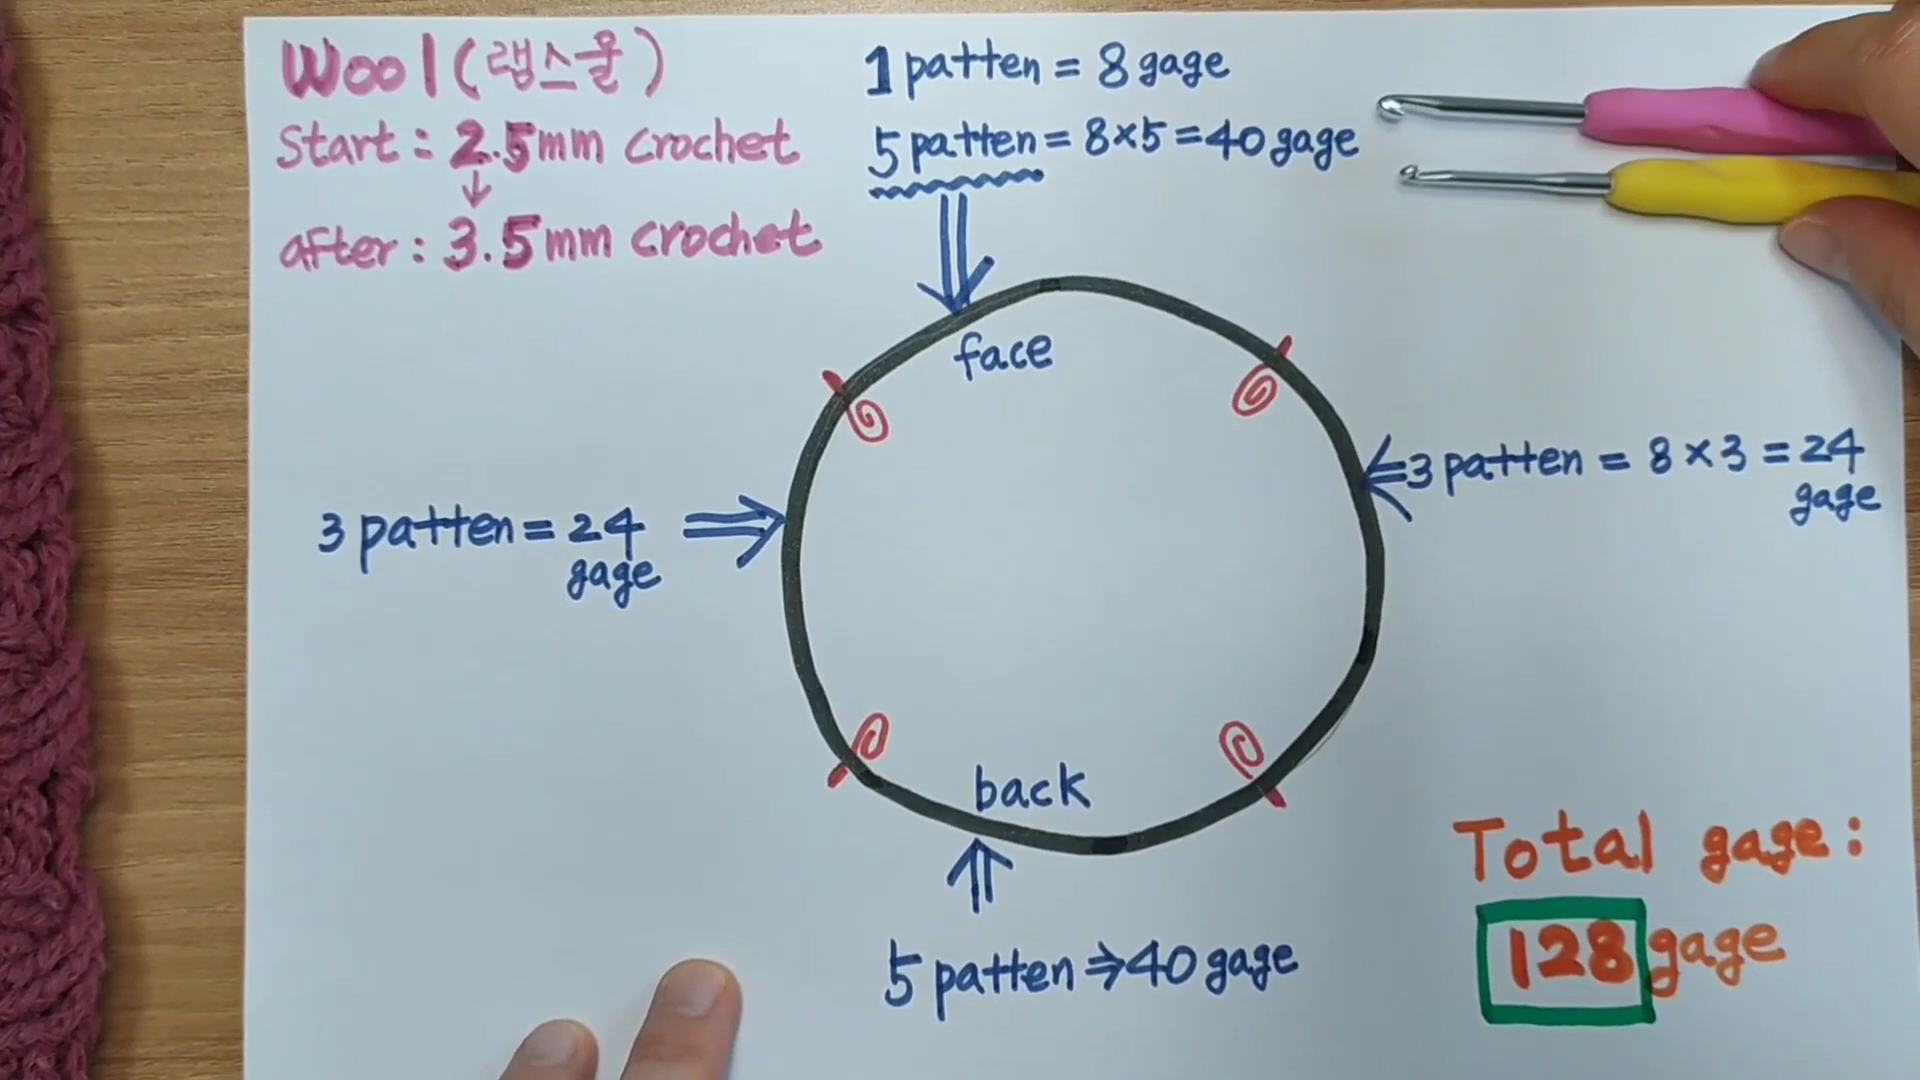 Wool (랩스울)
Start : 2.5mm crochet
↓
after : 3.5mm crochet
1 patten = 8 gage
5 patten = 8×5 = 40 gage
face
3 patten = 24
gage
3 patten = 8 × 3 = 24
gage
back
5 patten ⇒ 40 gage
Total gage :
128 gage